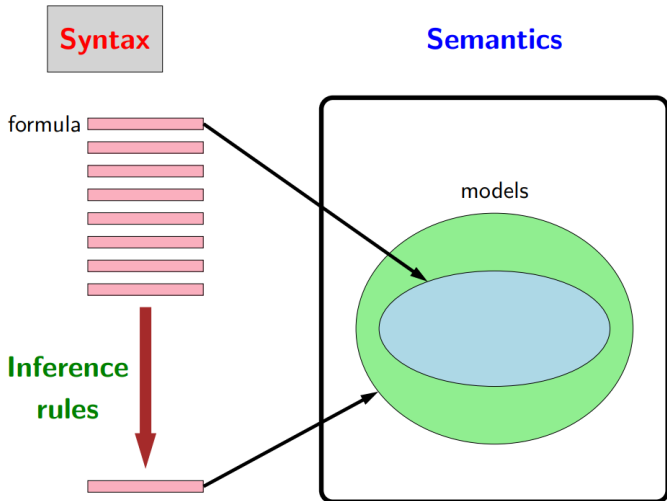 Syntax
Semantics
formula
models
Inference
rules